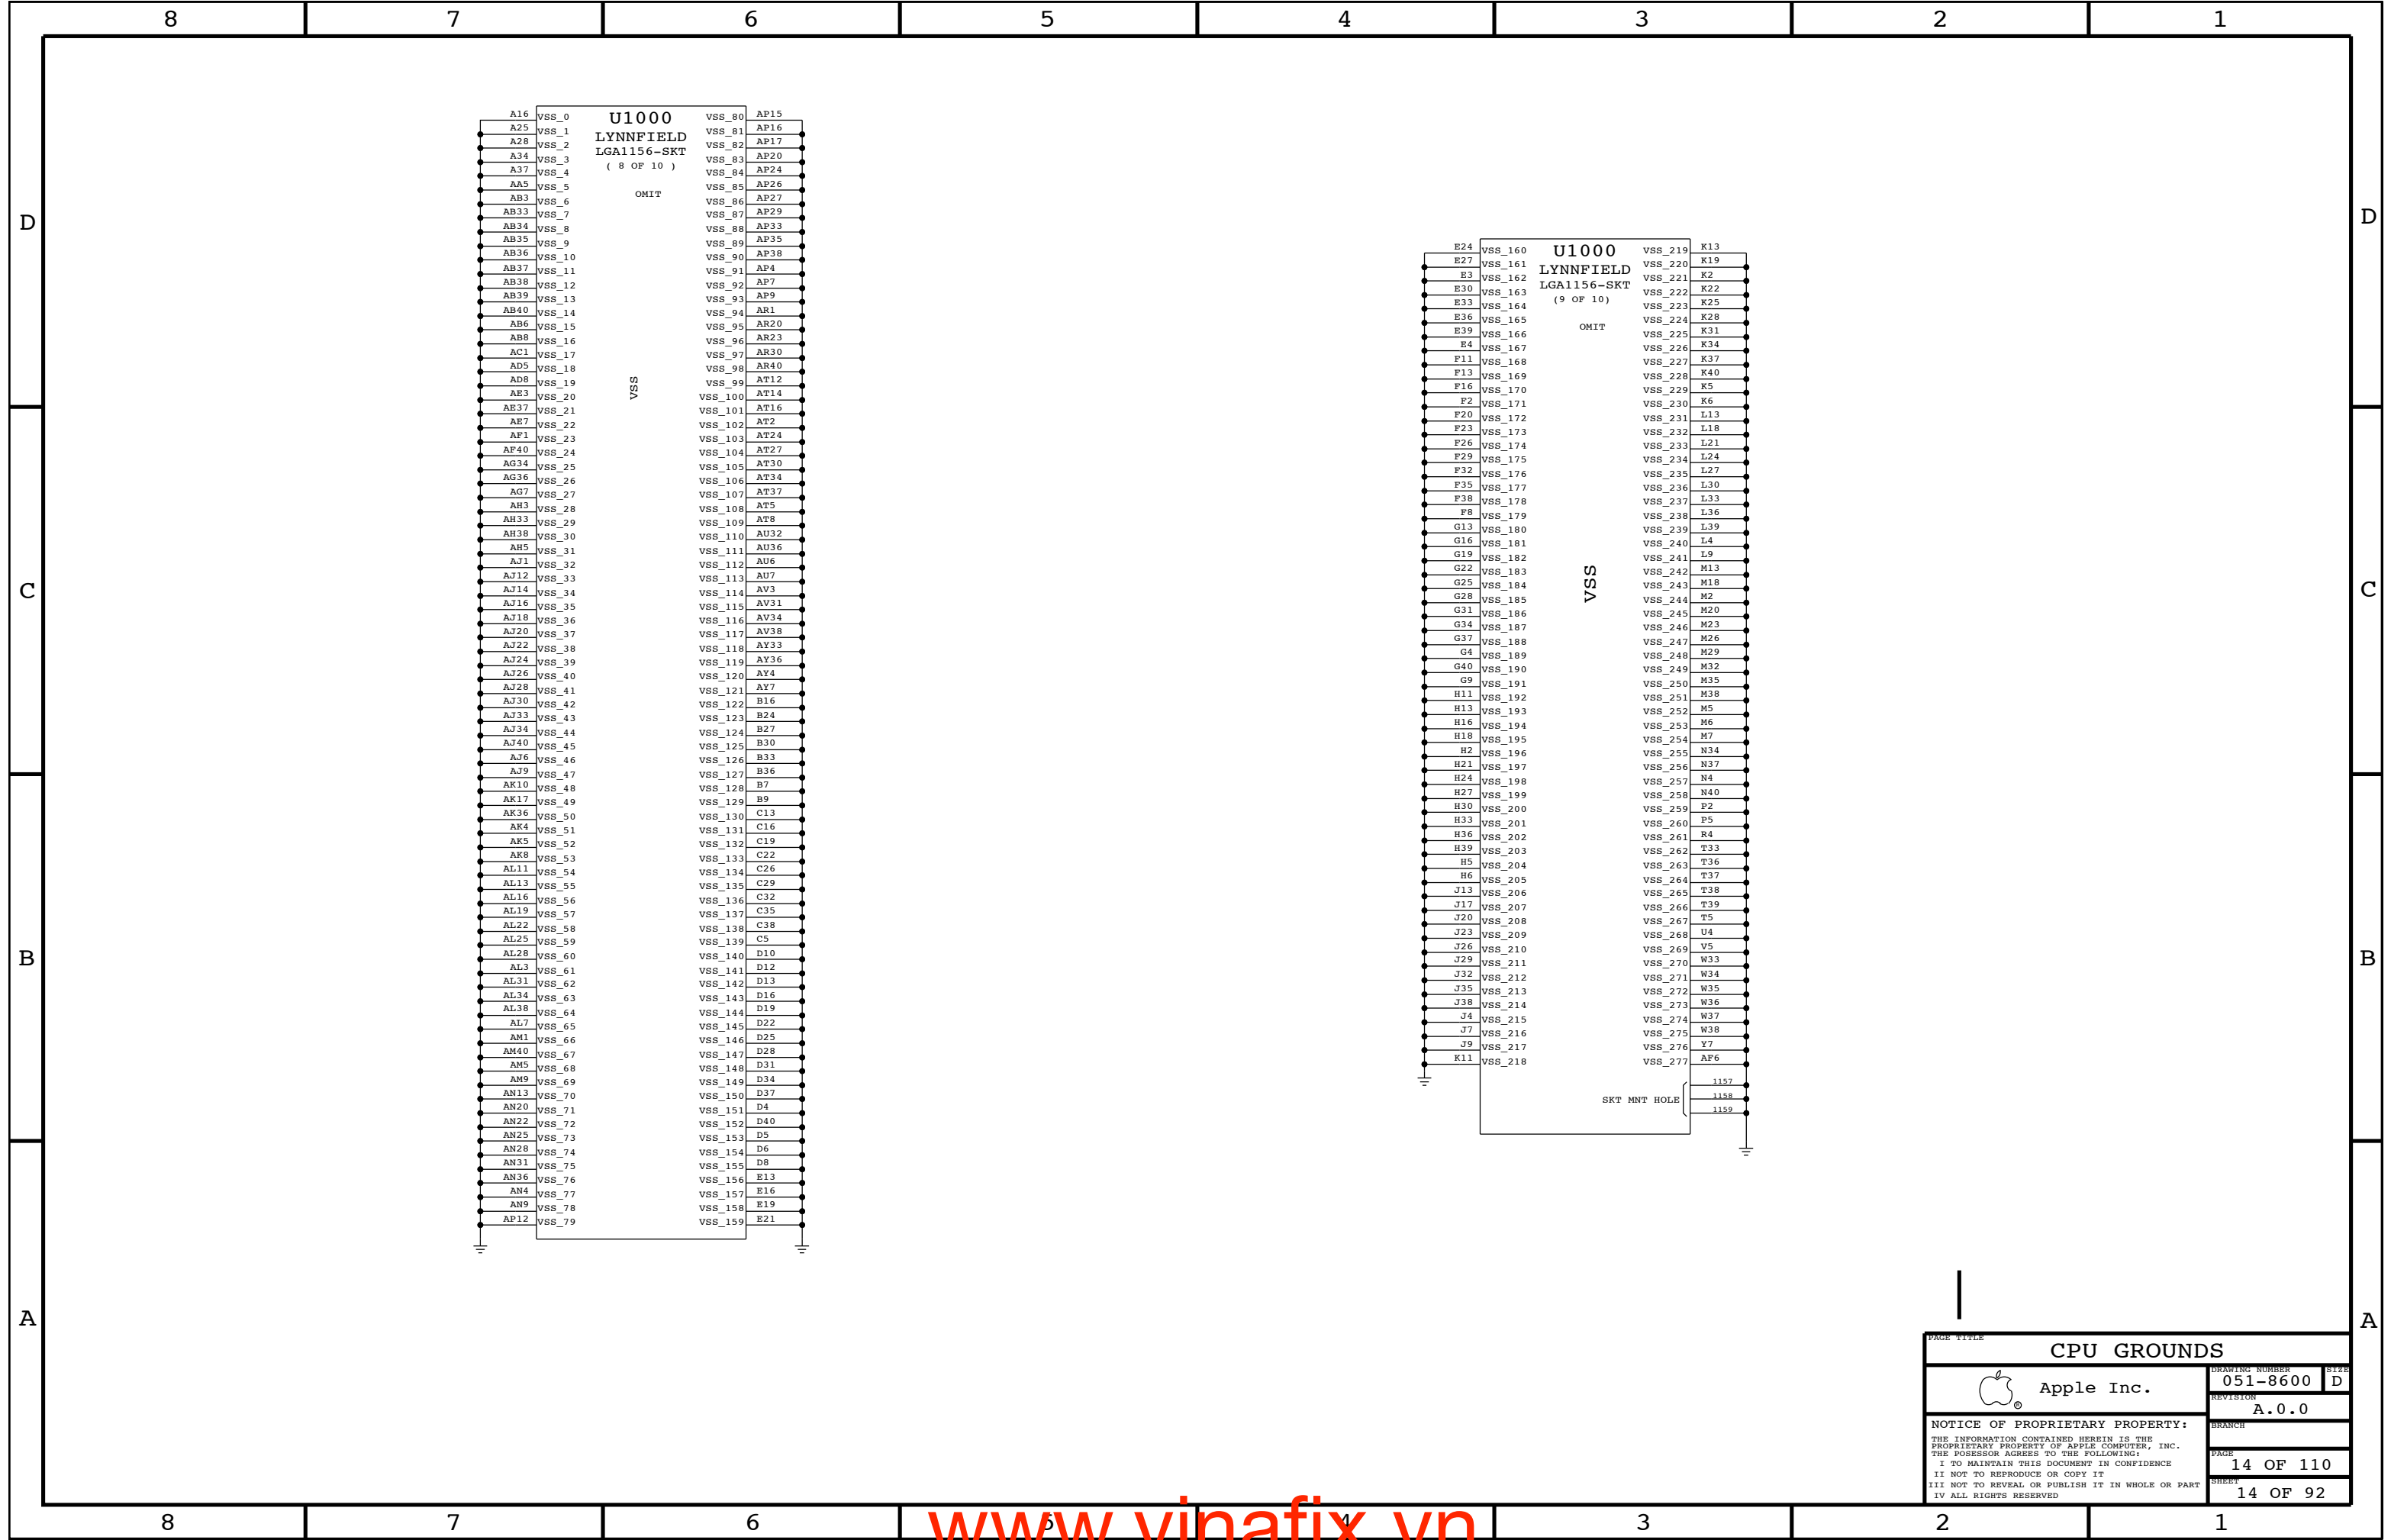 8 7 6 5 4 3 2 1
D
C
B
A
U1000
LYNNFIELD
LGA1156-SKT
( 8 OF 10 )
OMIT
VSS
A16 VSS_0 VSS_80 AP15
A25 VSS_1 VSS_81 AP16
A28 VSS_2 VSS_82 AP17
A34 VSS_3 VSS_83 AP20
A37 VSS_4 VSS_84 AP24
AA5 VSS_5 VSS_85 AP26
AB3 VSS_6 VSS_86 AP27
AB33 VSS_7 VSS_87 AP29
AB34 VSS_8 VSS_88 AP33
AB35 VSS_9 VSS_89 AP35
AB36 VSS_10 VSS_90 AP38
AB37 VSS_11 VSS_91 AP4
AB38 VSS_12 VSS_92 AP7
AB39 VSS_13 VSS_93 AP9
AB40 VSS_14 VSS_94 AR1
AB6 VSS_15 VSS_95 AR20
AB8 VSS_16 VSS_96 AR23
AC1 VSS_17 VSS_97 AR30
AD5 VSS_18 VSS_98 AR40
AD8 VSS_19 VSS_99 AT12
AE3 VSS_20 VSS_100 AT14
AE37 VSS_21 VSS_101 AT16
AE7 VSS_22 VSS_102 AT2
AF1 VSS_23 VSS_103 AT24
AF40 VSS_24 VSS_104 AT27
AG34 VSS_25 VSS_105 AT30
AG36 VSS_26 VSS_106 AT34
AG7 VSS_27 VSS_107 AT37
AH3 VSS_28 VSS_108 AT5
AH33 VSS_29 VSS_109 AT8
AH38 VSS_30 VSS_110 AU32
AH5 VSS_31 VSS_111 AU36
AJ1 VSS_32 VSS_112 AU6
AJ12 VSS_33 VSS_113 AU7
AJ14 VSS_34 VSS_114 AV3
AJ16 VSS_35 VSS_115 AV31
AJ18 VSS_36 VSS_116 AV34
AJ20 VSS_37 VSS_117 AV38
AJ22 VSS_38 VSS_118 AY33
AJ24 VSS_39 VSS_119 AY36
AJ26 VSS_40 VSS_120 AY4
AJ28 VSS_41 VSS_121 AY7
AJ30 VSS_42 VSS_122 B16
AJ33 VSS_43 VSS_123 B24
AJ34 VSS_44 VSS_124 B27
AJ40 VSS_45 VSS_125 B30
AJ6 VSS_46 VSS_126 B33
AJ9 VSS_47 VSS_127 B36
AK10 VSS_48 VSS_128 B7
AK17 VSS_49 VSS_129 B9
AK36 VSS_50 VSS_130 C13
AK4 VSS_51 VSS_131 C16
AK5 VSS_52 VSS_132 C19
AK8 VSS_53 VSS_133 C22
AL11 VSS_54 VSS_134 C26
AL13 VSS_55 VSS_135 C29
AL16 VSS_56 VSS_136 C32
AL19 VSS_57 VSS_137 C35
AL22 VSS_58 VSS_138 C38
AL25 VSS_59 VSS_139 C5
AL28 VSS_60 VSS_140 D10
AL3 VSS_61 VSS_141 D12
AL31 VSS_62 VSS_142 D13
AL34 VSS_63 VSS_143 D16
AL38 VSS_64 VSS_144 D19
AL7 VSS_65 VSS_145 D22
AM1 VSS_66 VSS_146 D25
AM40 VSS_67 VSS_147 D28
AM5 VSS_68 VSS_148 D31
AM9 VSS_69 VSS_149 D34
AN13 VSS_70 VSS_150 D37
AN20 VSS_71 VSS_151 D4
AN22 VSS_72 VSS_152 D40
AN25 VSS_73 VSS_153 D5
AN28 VSS_74 VSS_154 D6
AN31 VSS_75 VSS_155 D8
AN36 VSS_76 VSS_156 E13
AN4 VSS_77 VSS_157 E16
AN9 VSS_78 VSS_158 E19
AP12 VSS_79 VSS_159 E21
U1000
LYNNFIELD
LGA1156-SKT
(9 OF 10)
OMIT
VSS
E24 VSS_160 VSS_219 K13
E27 VSS_161 VSS_220 K19
E3 VSS_162 VSS_221 K2
E30 VSS_163 VSS_222 K22
E33 VSS_164 VSS_223 K25
E36 VSS_165 VSS_224 K28
E39 VSS_166 VSS_225 K31
E4 VSS_167 VSS_226 K34
F11 VSS_168 VSS_227 K37
F13 VSS_169 VSS_228 K40
F16 VSS_170 VSS_229 K5
F2 VSS_171 VSS_230 K6
F20 VSS_172 VSS_231 L13
F23 VSS_173 VSS_232 L18
F26 VSS_174 VSS_233 L21
F29 VSS_175 VSS_234 L24
F32 VSS_176 VSS_235 L27
F35 VSS_177 VSS_236 L30
F38 VSS_178 VSS_237 L33
F8 VSS_179 VSS_238 L36
G13 VSS_180 VSS_239 L39
G16 VSS_181 VSS_240 L4
G19 VSS_182 VSS_241 L9
G22 VSS_183 VSS_242 M13
G25 VSS_184 VSS_243 M18
G28 VSS_185 VSS_244 M2
G31 VSS_186 VSS_245 M20
G34 VSS_187 VSS_246 M23
G37 VSS_188 VSS_247 M26
G4 VSS_189 VSS_248 M29
G40 VSS_190 VSS_249 M32
G9 VSS_191 VSS_250 M35
H11 VSS_192 VSS_251 M38
H13 VSS_193 VSS_252 M5
H16 VSS_194 VSS_253 M6
H18 VSS_195 VSS_254 M7
H2 VSS_196 VSS_255 N34
H21 VSS_197 VSS_256 N37
H24 VSS_198 VSS_257 N4
H27 VSS_199 VSS_258 N40
H30 VSS_200 VSS_259 P2
H33 VSS_201 VSS_260 P5
H36 VSS_202 VSS_261 R4
H39 VSS_203 VSS_262 T33
H5 VSS_204 VSS_263 T36
H6 VSS_205 VSS_264 T37
J13 VSS_206 VSS_265 T38
J17 VSS_207 VSS_266 T39
J20 VSS_208 VSS_267 T5
J23 VSS_209 VSS_268 U4
J26 VSS_210 VSS_269 V5
J29 VSS_211 VSS_270 W33
J32 VSS_212 VSS_271 W34
J35 VSS_213 VSS_272 W35
J38 VSS_214 VSS_273 W36
J4 VSS_215 VSS_274 W37
J7 VSS_216 VSS_275 W38
J9 VSS_217 VSS_276 Y7
K11 VSS_218 VSS_277 AF6
1157
SKT MNT HOLE 1158
1159
D
C
B
A
PAGE TITLE
CPU GROUNDS
Apple Inc.
®
DRAWING NUMBER
051-8600
SIZE
D
REVISION
A.0.0
BRANCH
NOTICE OF PROPRIETARY PROPERTY:
THE INFORMATION CONTAINED HEREIN IS THE
PROPRIETARY PROPERTY OF APPLE COMPUTER, INC.
THE POSESSOR AGREES TO THE FOLLOWING:
I TO MAINTAIN THIS DOCUMENT IN CONFIDENCE
II NOT TO REPRODUCE OR COPY IT
III NOT TO REVEAL OR PUBLISH IT IN WHOLE OR PART
IV ALL RIGHTS RESERVED
PAGE
14 OF 110
SHEET
14 OF 92
8 7 6 5 4 3 2 1
www.vinafix.vn